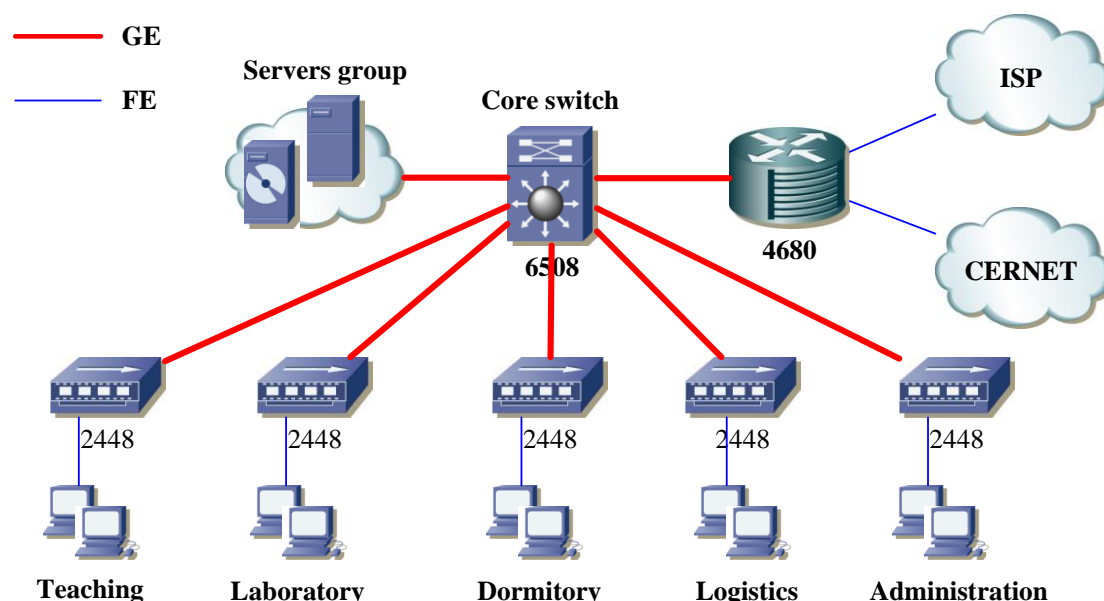 GE
FE
Servers group
Core switch
6508
4680
ISP
CERNET
2448
2448
2448
2448
2448
Teaching
Laboratory
Dormitory
Logistics
Administration